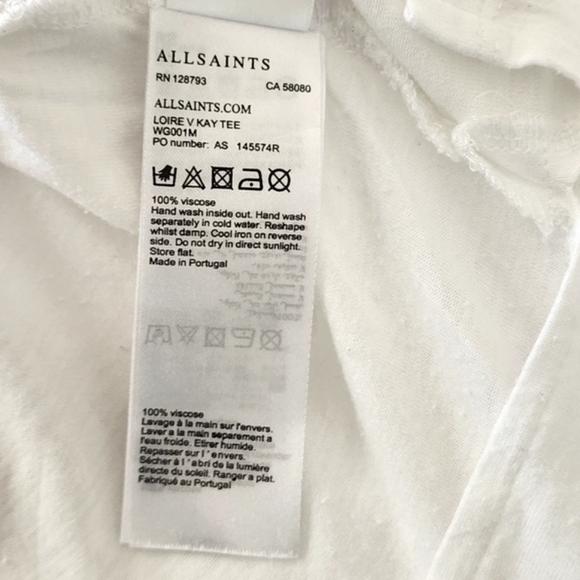 ALLSAINTS
RN 128793 CA 58080
ALLSAINTS.COM
LOIRE V KAY TEE
WG001M
PO number: AS 145574R
100% viscose
Hand wash inside out. Hand wash
separately in cold water. Reshape
whilst damp. Cool iron on reverse
side. Do not dry in direct sunlight.
Store flat.
Made in Portugal
100% viscose
Lavage à la main sur l'envers.
Laver a la main separement a
l'eau froide. Etirer humide.
Repasser sur l'envers.
Sécher à l'abri de la lumière
directe du soleil. Ranger a plat.
Fabriqué au Portugal